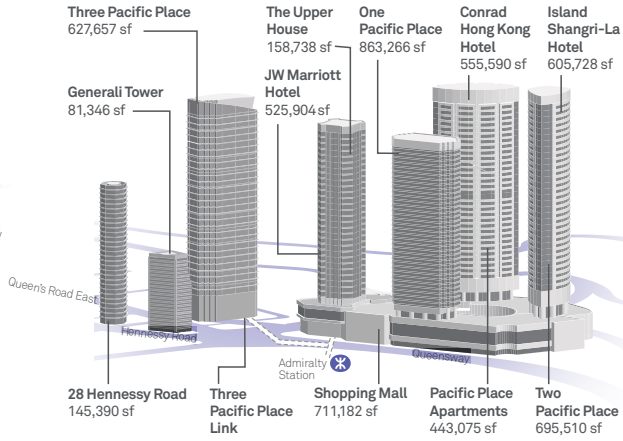 Three Pacific Place
627,657 sf
The Upper
House
158,738 sf
One
Pacific Place
863,266 sf
Conrad
Hong Kong
Hotel
555,590 sf
Island
Shangri-La
Hotel
605,728 sf
Generali Tower
81,346 sf
JW Marriott
Hotel
525,904 sf
Queen's Road East
Hennessy Road
Admiralty
Station
Queensway
28 Hennessy Road
145,390 sf
Three
Pacific Place
Link
Shopping Mall
711,182 sf
Pacific Place
Apartments
443,075 sf
Two
Pacific Place
695,510 sf